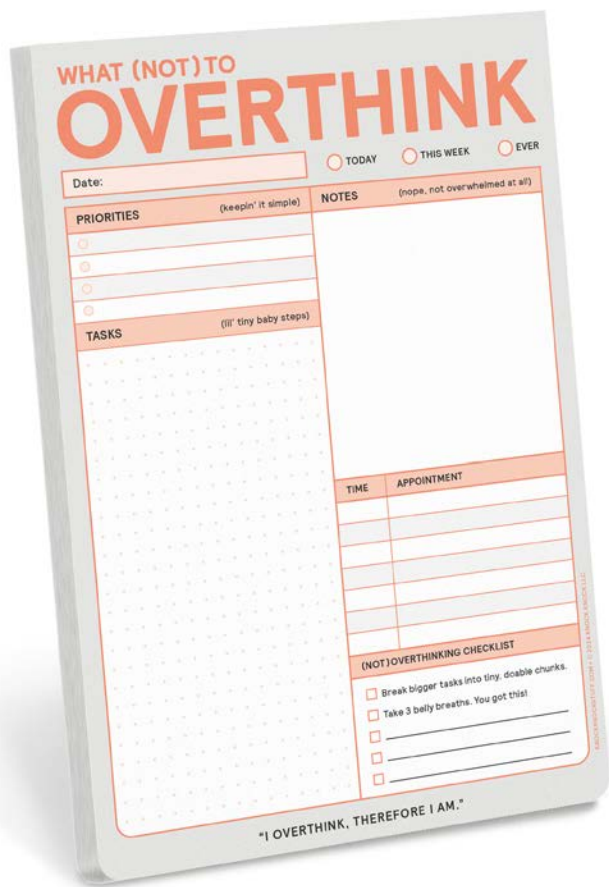 WHAT (NOT) TO
OVERTHINK
Date:
TODAY
THIS WEEK
EVER
PRIORITIES
(keepin' it simple)
TASKS
(lil' tiny baby steps)
NOTES
(nope, not overwhelmed at all)
TIME
APPOINTMENT
(NOT) OVERTHINKING CHECKLIST
Break bigger tasks into tiny, doable chunks.
Take 3 belly breaths. You got this!
"I OVERTHINK, THEREFORE I AM."